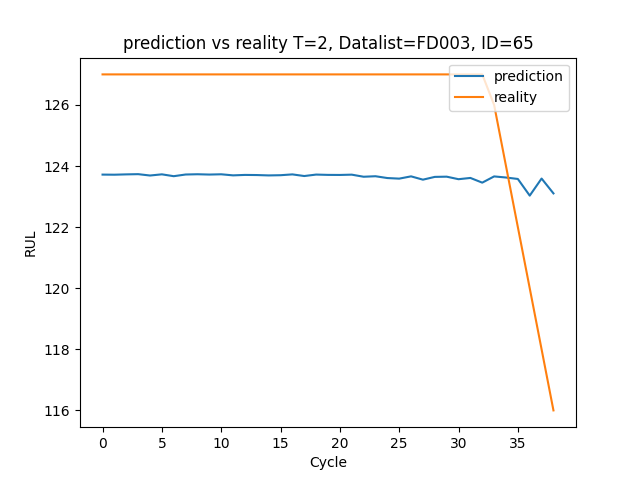 prediction vs reality T=2, Datalist=FD003, ID=65
prediction
reality
126
124
122
120
118
116
RUL
0 5 10 15 20 25 30 35
Cycle